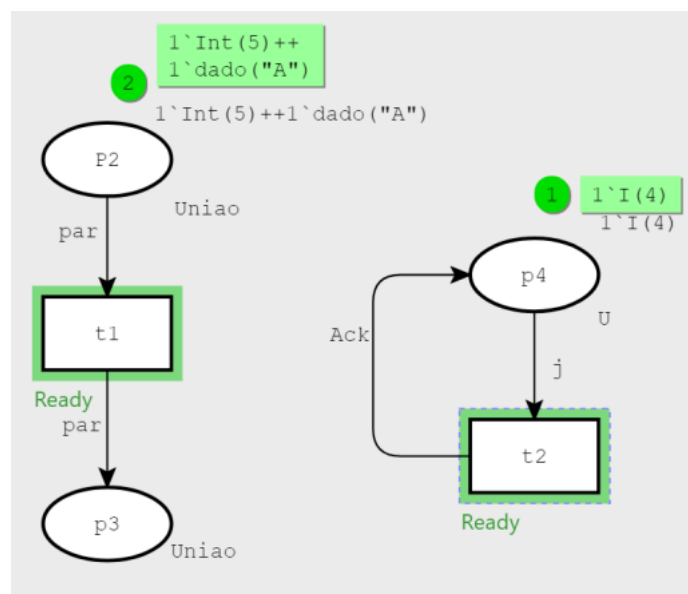 1`Int(5)++
1`dado("A")
2
1`Int(5)++1`dado("A")
P2
Uniao
par
t1
Ready
par
p3
Uniao
1
1`I(4)
1`I(4)
p4
U
Ack
j
t2
Ready